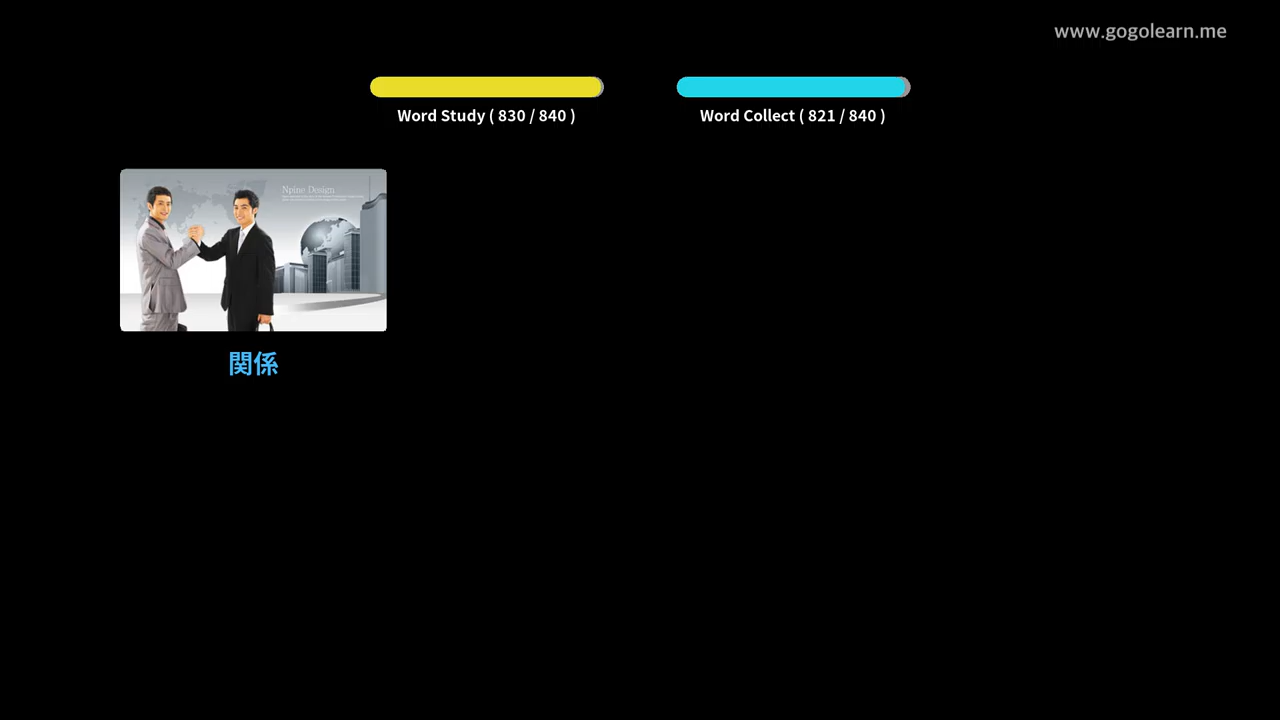 www.gogolearn.me
Word Study ( 830 / 840 )
Word Collect ( 821 / 840 )
Npine Design
関係